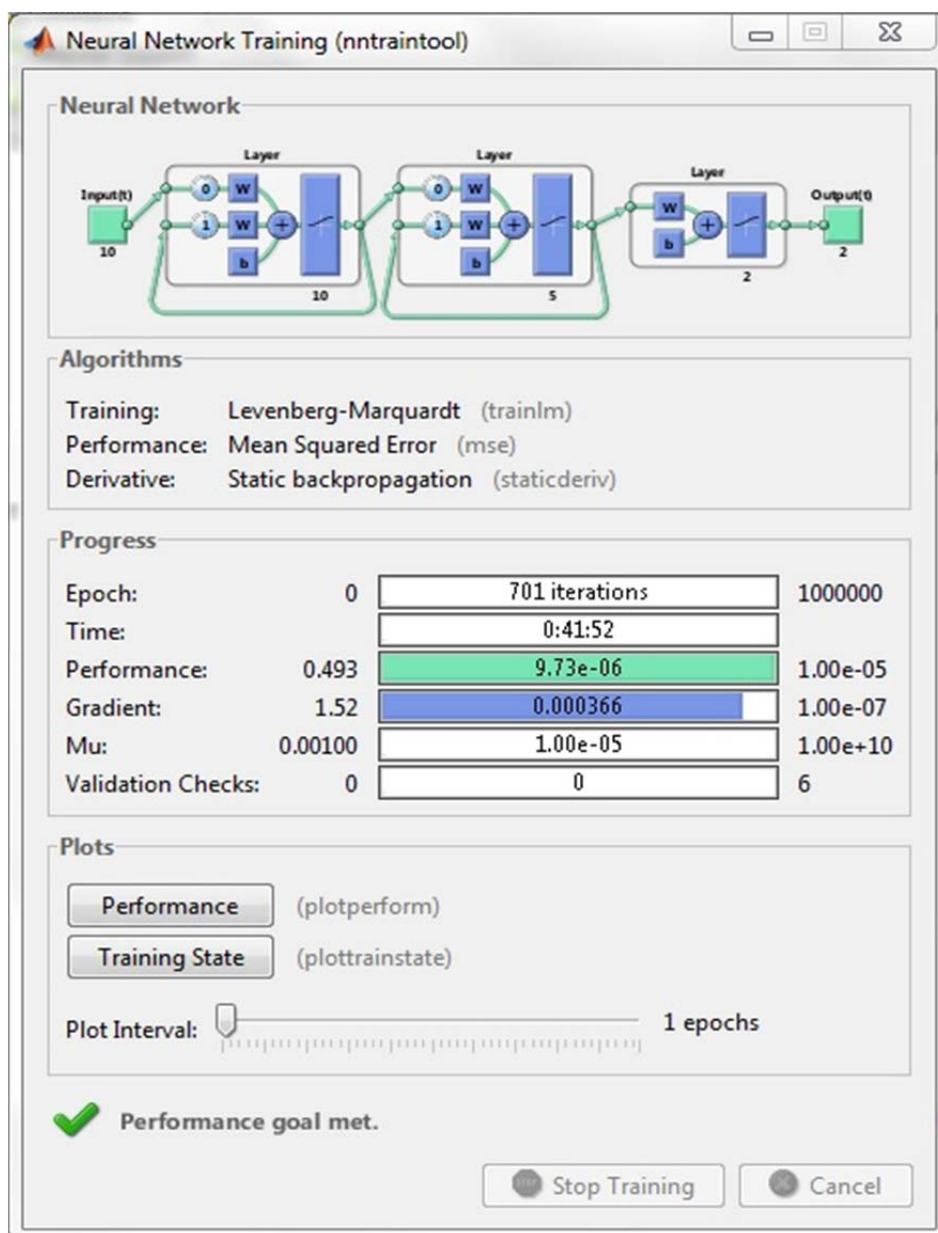 Neural Network Training (nntraintool)
Neural Network
Layer
Layer
Layer
Input(t)
Output(t)
0 W
0 W
W
1 W +
1 W +
b +
b
b
10
10
5
2
2
Algorithms
Training: Levenberg-Marquardt (trainlm)
Performance: Mean Squared Error (mse)
Derivative: Static backpropagation (staticderiv)
Progress
Epoch: 0 701 iterations 1000000
Time: 0:41:52
Performance: 0.493 9.73e-06 1.00e-05
Gradient: 1.52 0.000366 1.00e-07
Mu: 0.00100 1.00e-05 1.00e+10
Validation Checks: 0 0 6
Plots
Performance (plotperform)
Training State (plottrainstate)
Plot Interval: 1 epochs
Performance goal met.
Stop Training Cancel